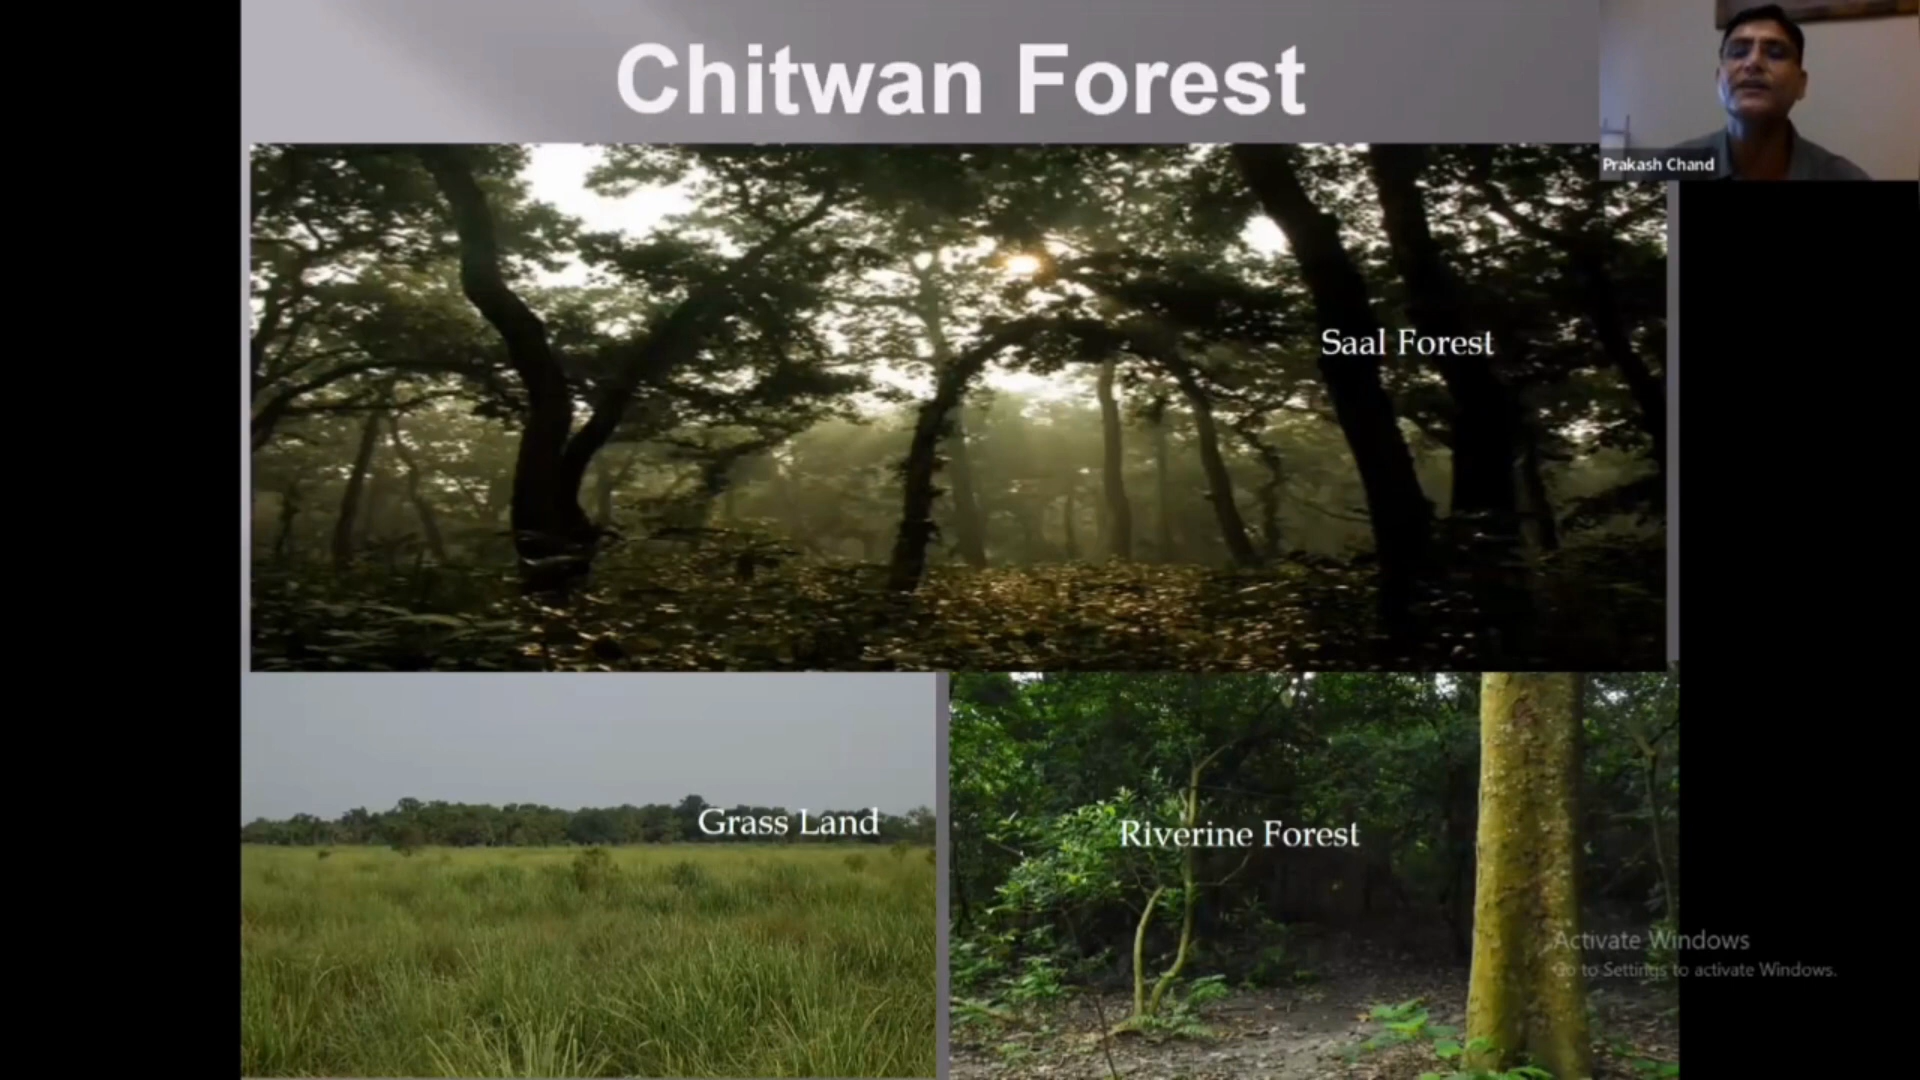 Chitwan Forest
Prakash Chand
Saal Forest
Grass Land
Riverine Forest
Activate Windows
Go to Settings to activate Windows.